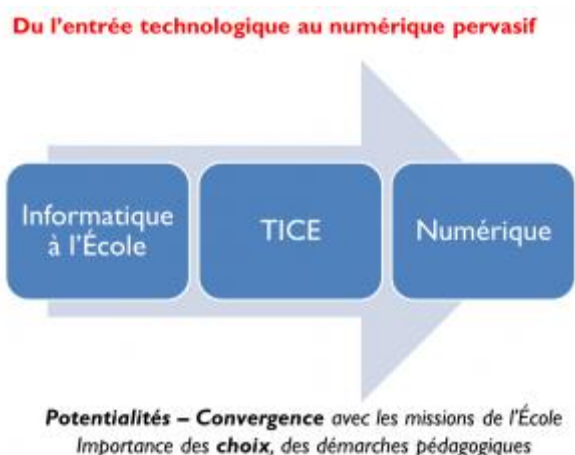 Du l'entrée technologique au numérique pervasif
Informatique
à l'École
TICE
Numérique
Potentialités – Convergence avec les missions de l'École
Importance des choix, des démarches pédagogiques